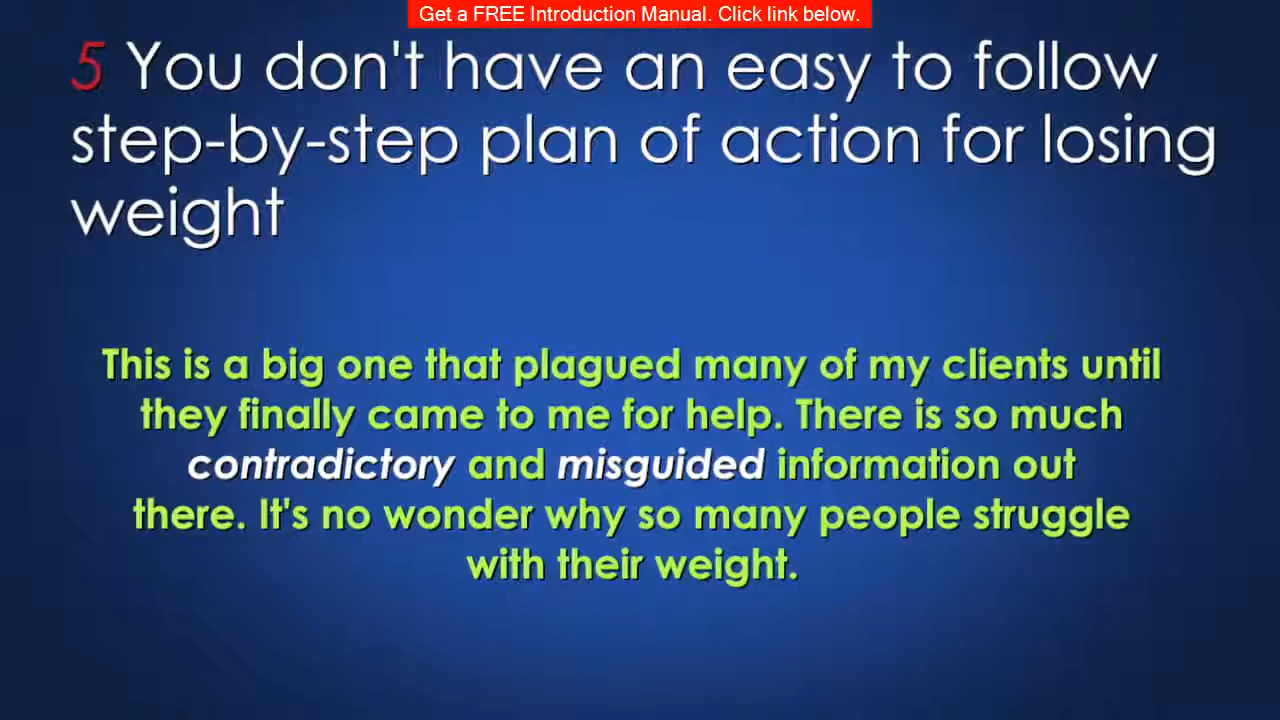 Get a FREE Introduction Manual. Click link below.
5 You don't have an easy to follow
step-by-step plan of action for losing
weight
This is a big one that plagued many of my clients until
they finally came to me for help. There is so much
contradictory and misguided information out
there. It's no wonder why so many people struggle
with their weight.